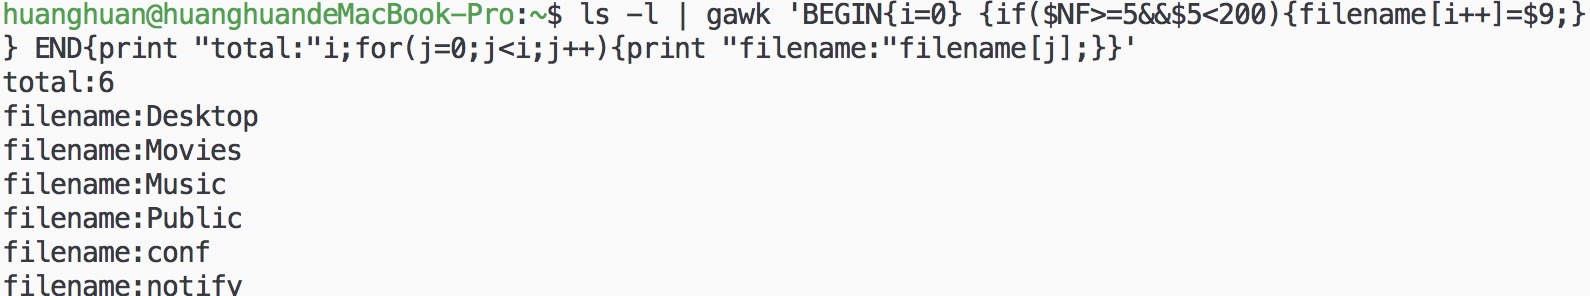 huanghuan@huanghuandeMacBook-Pro:~$ ls -l | gawk 'BEGIN{i=0} {if($NF>=5&&$5<200){filename[i++]=$9;}
} END{print "total:"i;for(j=0;j<i;j++){print "filename:"filename[j];}}'
total:6
filename:Desktop
filename:Movies
filename:Music
filename:Public
filename:conf
filename:notify